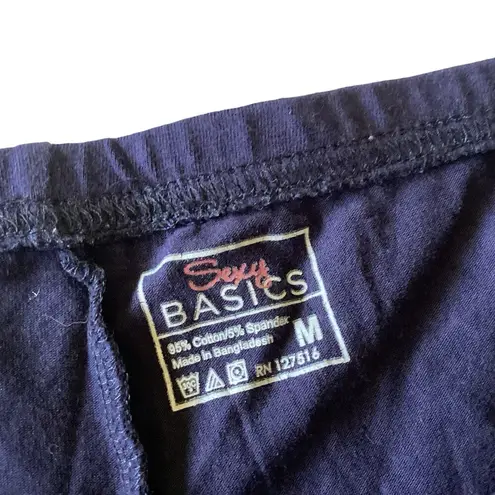 Sexy
BASICS
95% Cotton/5% Spandex
Made in Bangladesh
M
RN 127516